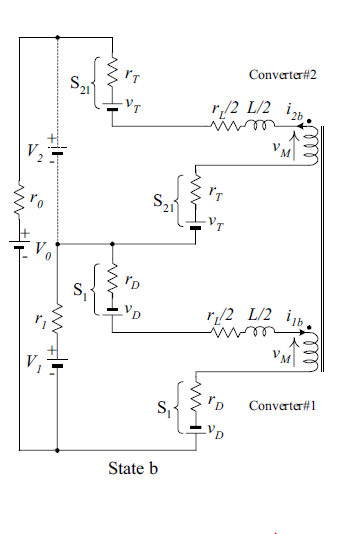 Converter#2
S21
rT
VT
rL/2 L/2 i2b
VM
+
V2
-
S21
rT
VT
r0
+
V0
-
S1
rD
VD
r1
rL/2 L/2 i1b
VM
+
V1
-
S1
rD
Converter#1
VD
State b